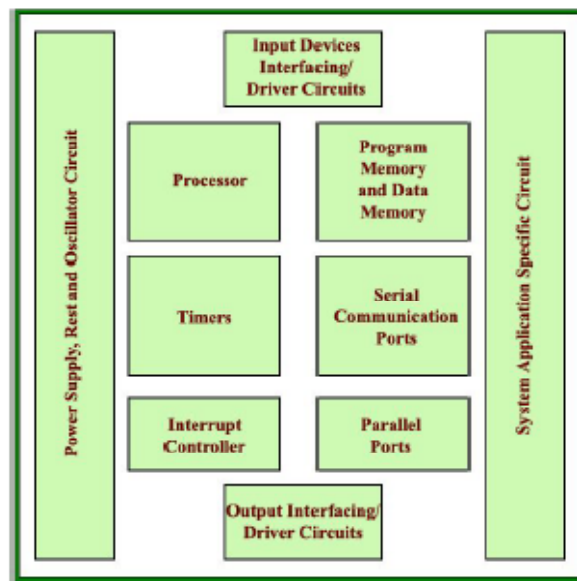 Input Devices
Interfacing/
Driver Circuits
Power Supply, Rest and Oscillator Circuit
Processor
Program
Memory
and Data
Memory
System Application Specific Circuit
Timers
Serial
Communication
Ports
Interrupt
Controller
Parallel
Ports
Output Interfacing/
Driver Circuits